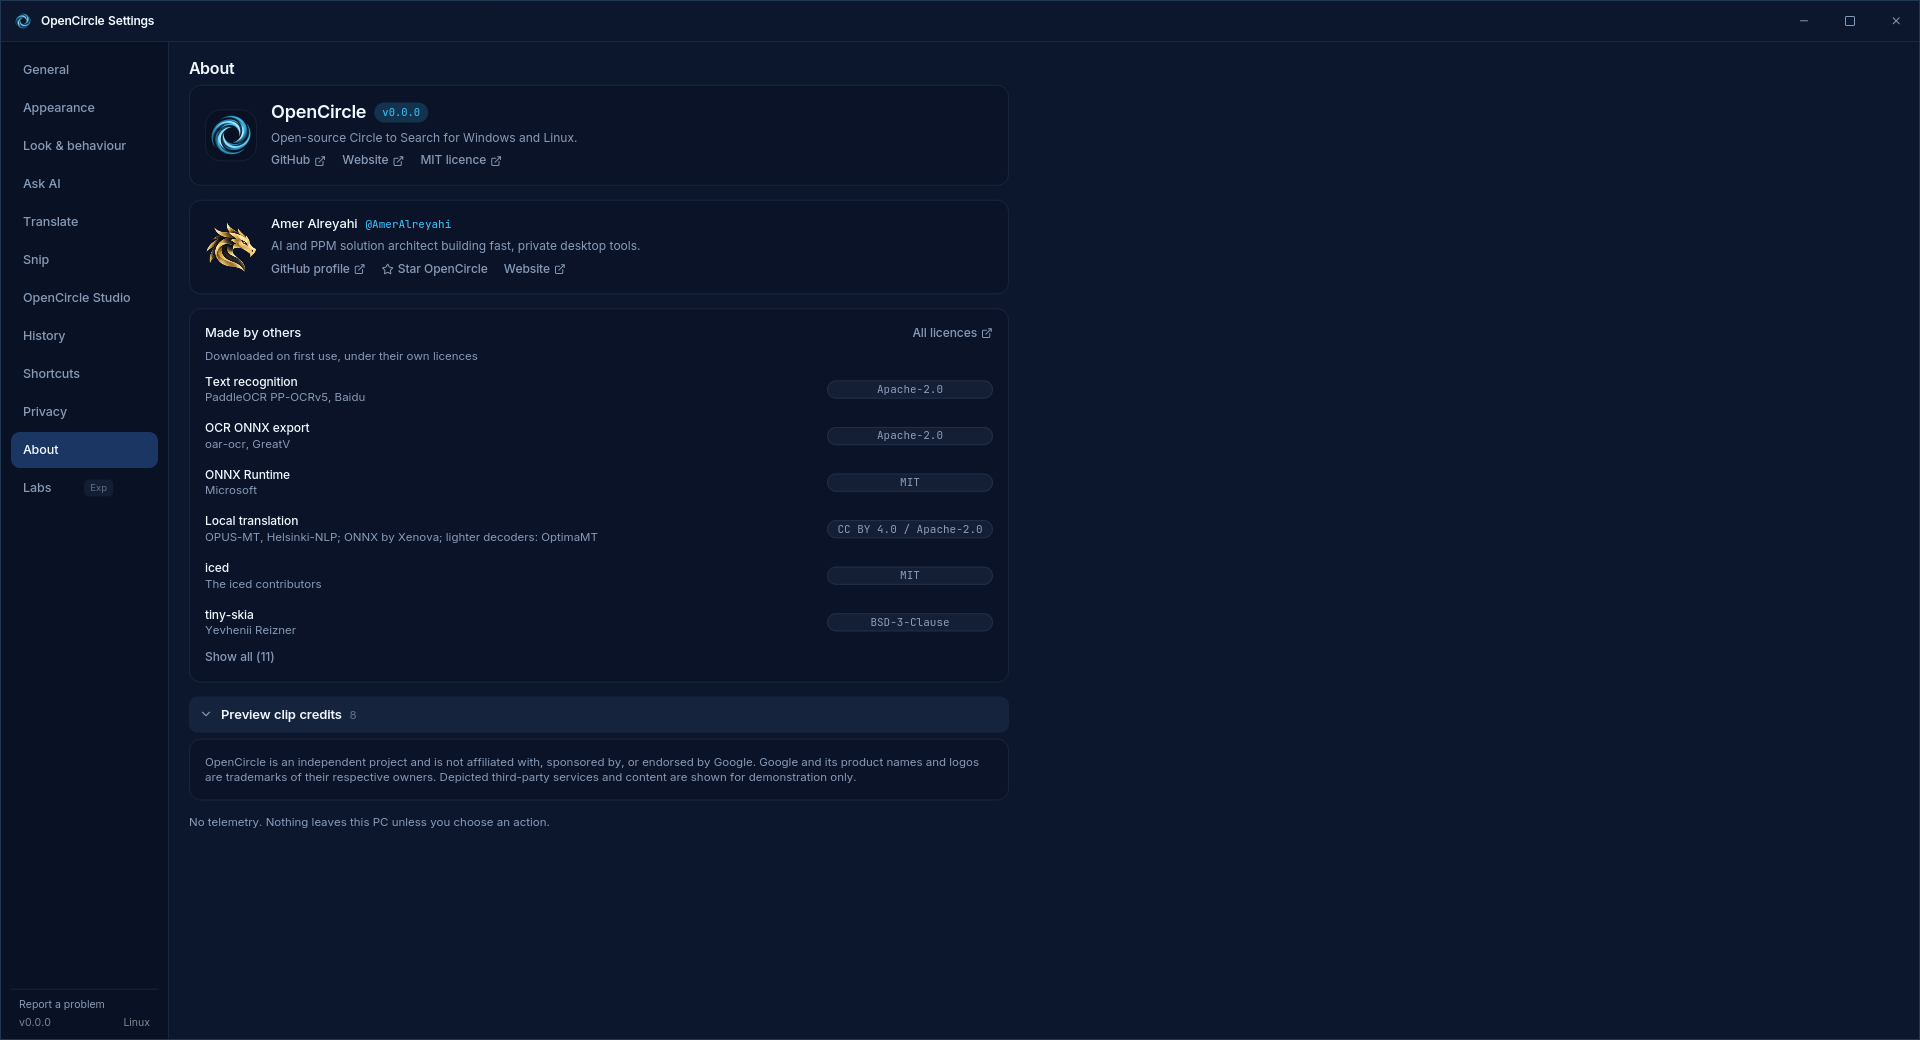 OpenCircle Settings
General
Appearance
Look & behaviour
Ask AI
Translate
Snip
OpenCircle Studio
History
Shortcuts
Privacy
About
Labs Exp
Report a problem
v0.0.0 Linux
About
OpenCircle v0.0.0
Open-source Circle to Search for Windows and Linux.
GitHub Website MIT licence
Amer Alreyahi @AmerAlreyahi
AI and PPM solution architect building fast, private desktop tools.
GitHub profile Star OpenCircle Website
Made by others All licences
Downloaded on first use, under their own licences
Text recognition
PaddleOCR PP-OCRv5, Baidu
Apache-2.0
OCR ONNX export
oar-ocr, GreatV
Apache-2.0
ONNX Runtime
Microsoft
MIT
Local translation
OPUS-MT, Helsinki-NLP; ONNX by Xenova; lighter decoders: OptimaMT
CC BY 4.0 / Apache-2.0
iced
The iced contributors
MIT
tiny-skia
Yevhenii Reizner
BSD-3-Clause
Show all (11)
Preview clip credits 8
OpenCircle is an independent project and is not affiliated with, sponsored by, or endorsed by Google. Google and its product names and logos
are trademarks of their respective owners. Depicted third-party services and content are shown for demonstration only.
No telemetry. Nothing leaves this PC unless you choose an action.